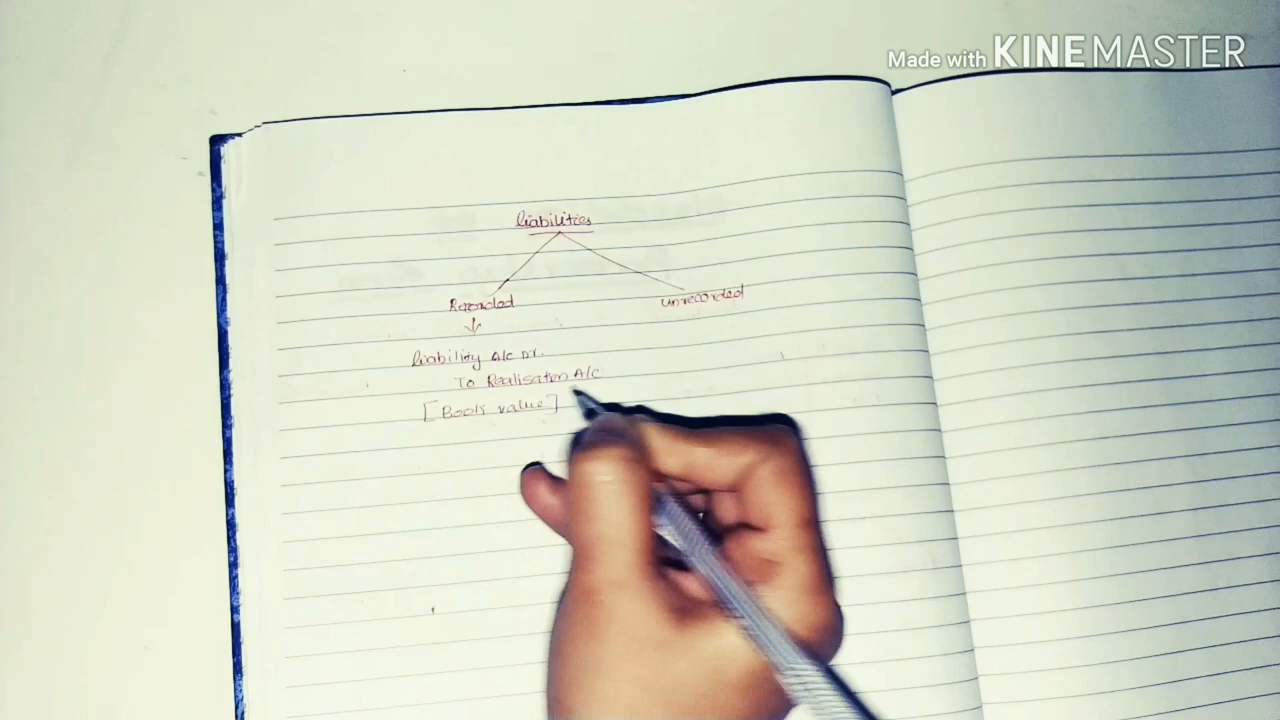 Made with KINEMASTER
liabilities
Recorded
unrecorded
liability a/c Dr.
To Realisation A/C
[Book value]